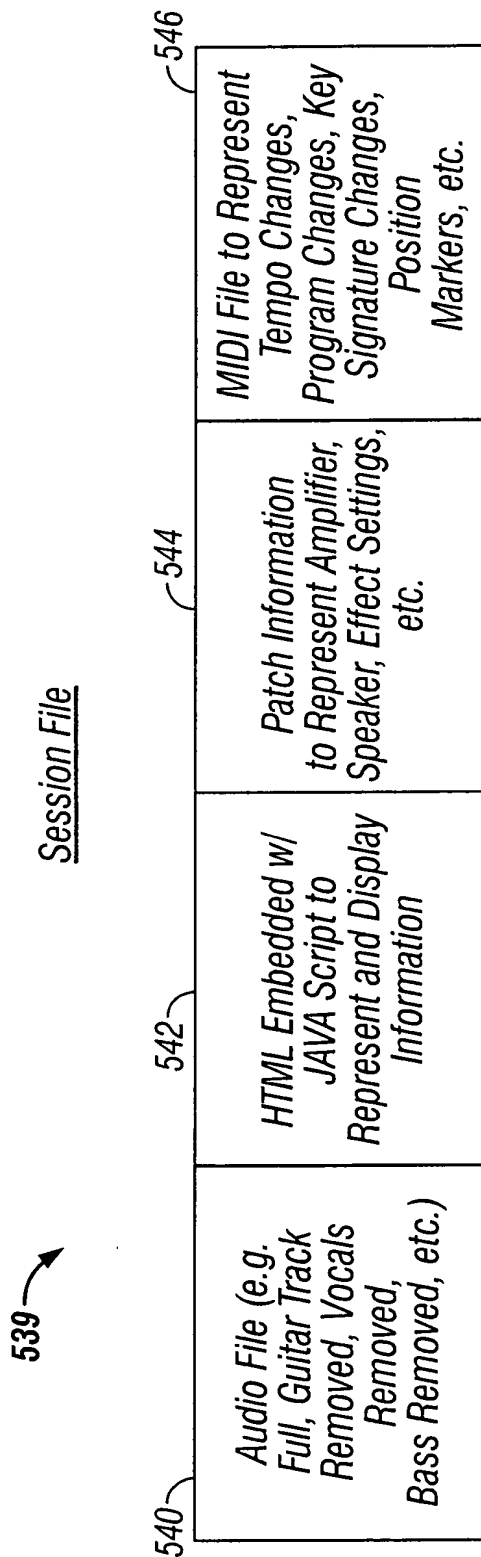 Session File
539
540
Audio File (e.g.
Full, Guitar Track
Removed, Vocals
Removed,
Bass Removed, etc.)
542
HTML Embedded w/
JAVA Script to
Represent and Display
Information
544
Patch Information
to Represent Amplifier,
Speaker, Effect Settings,
etc.
546
MIDI File to Represent
Tempo Changes,
Program Changes, Key
Signature Changes,
Position
Markers, etc.